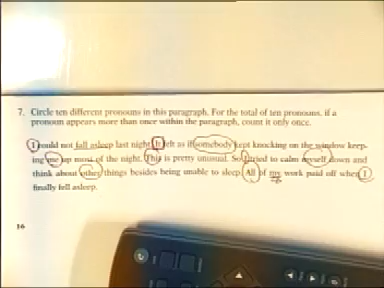 7. Circle ten different pronouns in this paragraph. For the total of ten pronouns, if a
pronoun appears more than once within the paragraph, count it only once.
I could not fall asleep last night. It felt as if somebody kept knocking on the window keep-
ing me up most of the night. This is pretty unusual. So I tried to calm myself down and
think about other things besides being unable to sleep. All of my work paid off when I
finally fell asleep.
16